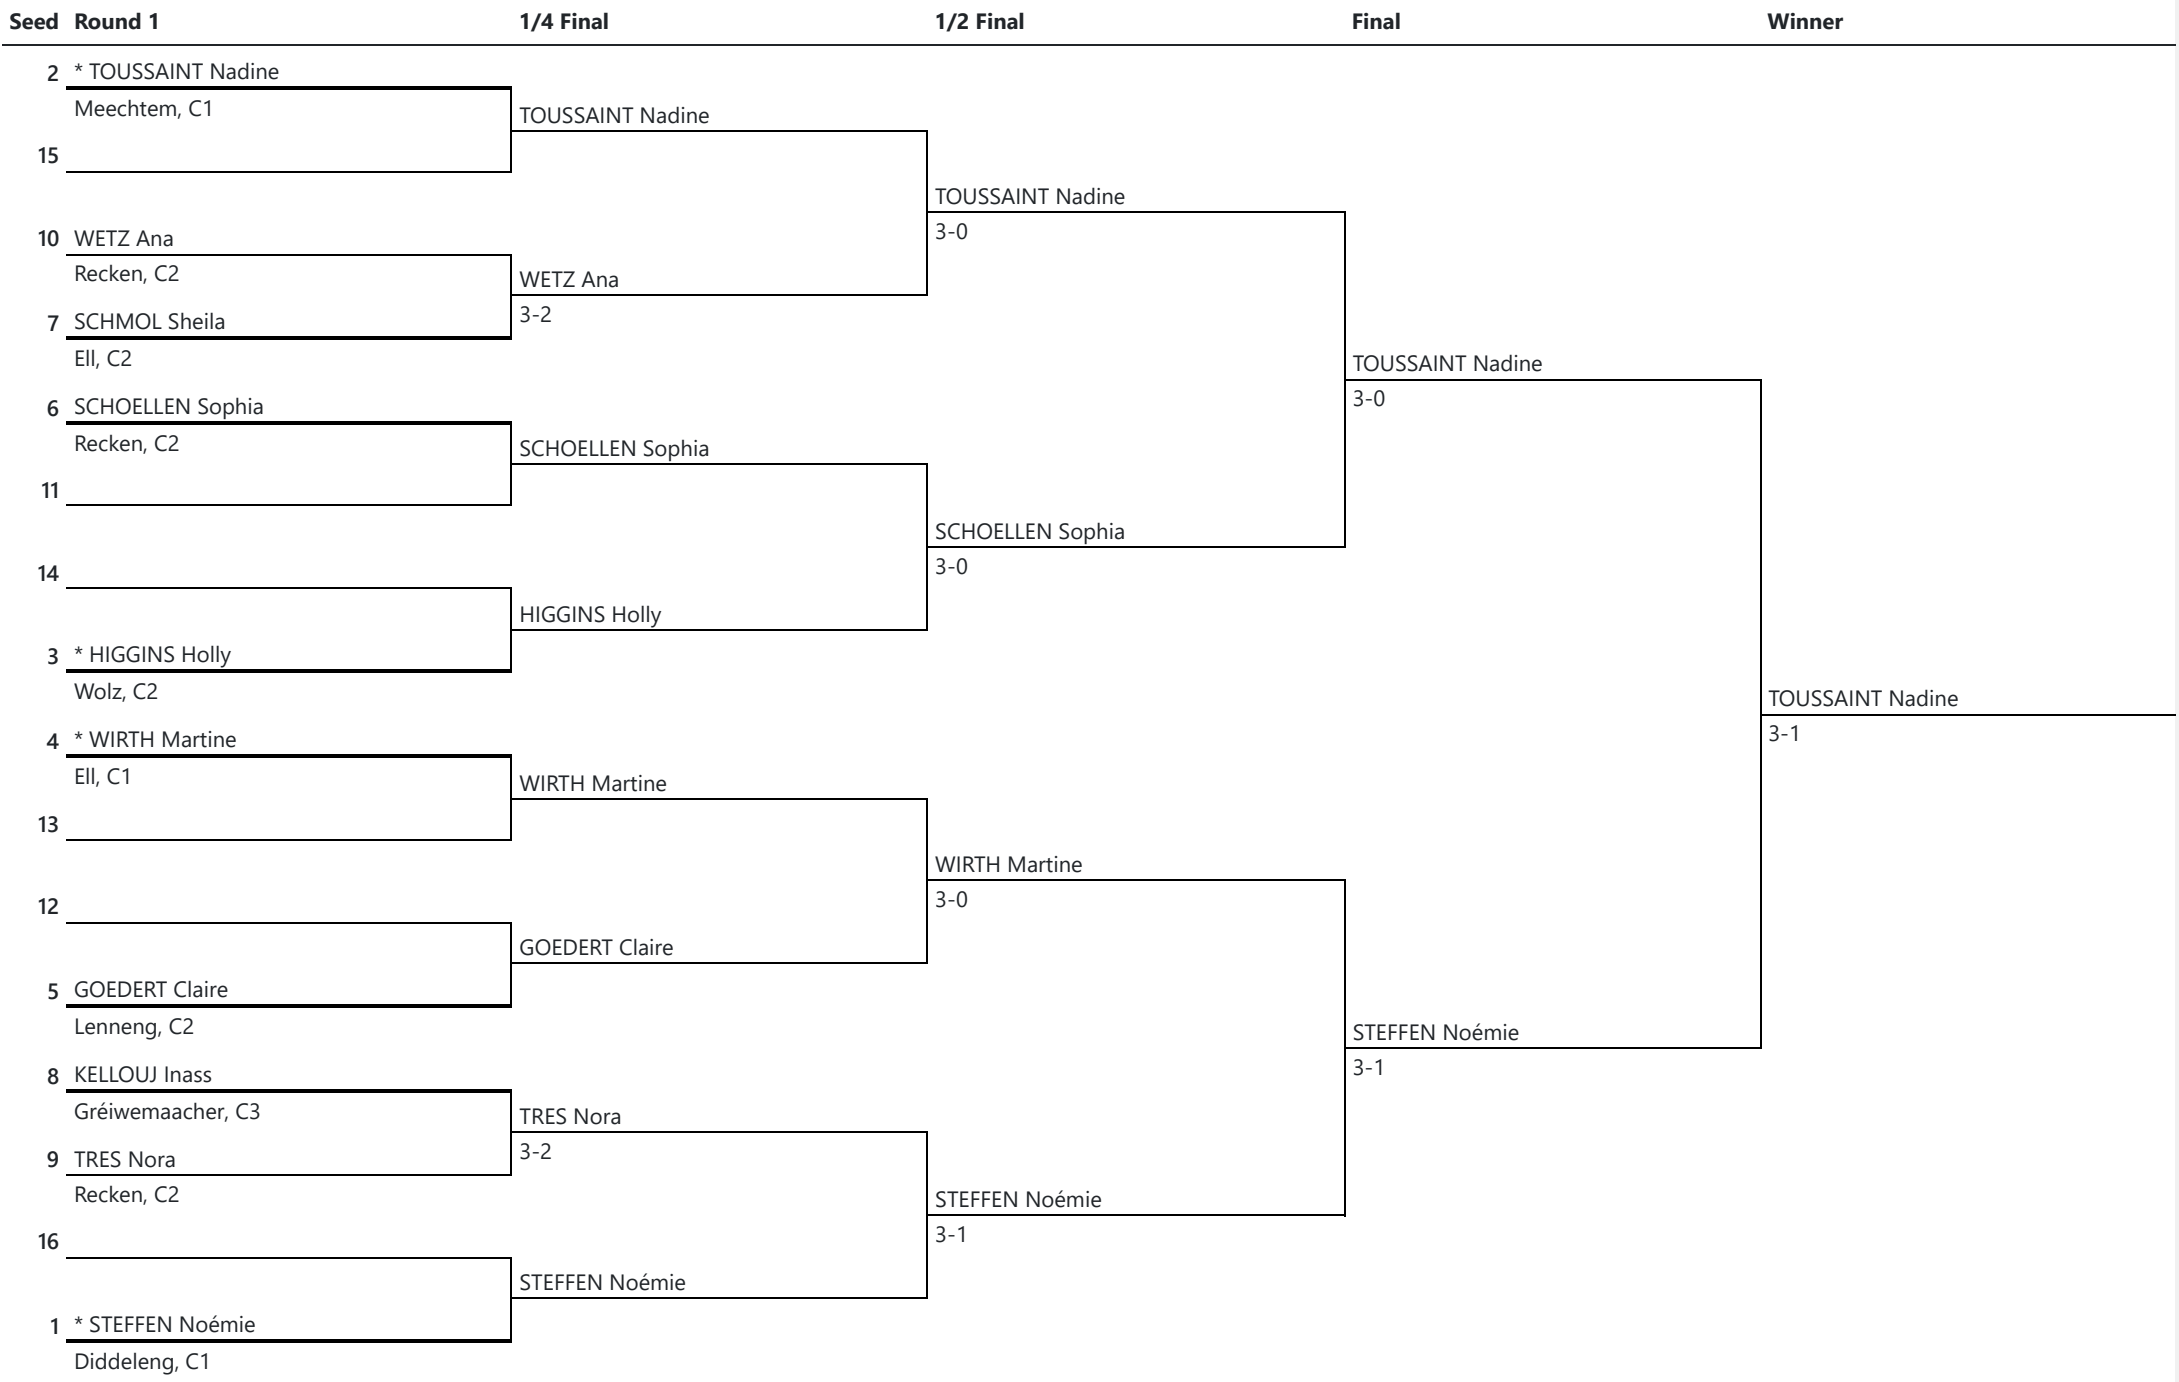 Seed Round 1 1/4 Final 1/2 Final Final Winner
2 * TOUSSAINT Nadine
Meechtem, C1
TOUSSAINT Nadine
15
TOUSSAINT Nadine
3-0
10 WETZ Ana
Recken, C2
WETZ Ana
3-2
7 SCHMOL Sheila
Ell, C2
TOUSSAINT Nadine
3-0
6 SCHOELLEN Sophia
Recken, C2
SCHOELLEN Sophia
11
SCHOELLEN Sophia
3-0
14
HIGGINS Holly
3 * HIGGINS Holly
Wolz, C2
TOUSSAINT Nadine
3-1
4 * WIRTH Martine
Ell, C1
WIRTH Martine
13
WIRTH Martine
3-0
12
GOEDERT Claire
5 GOEDERT Claire
Lenneng, C2
STEFFEN Noémie
3-1
8 KELLOUJ Inass
Gréiwemaacher, C3
TRES Nora
3-2
9 TRES Nora
Recken, C2
STEFFEN Noémie
3-1
16
STEFFEN Noémie
1 * STEFFEN Noémie
Diddeleng, C1